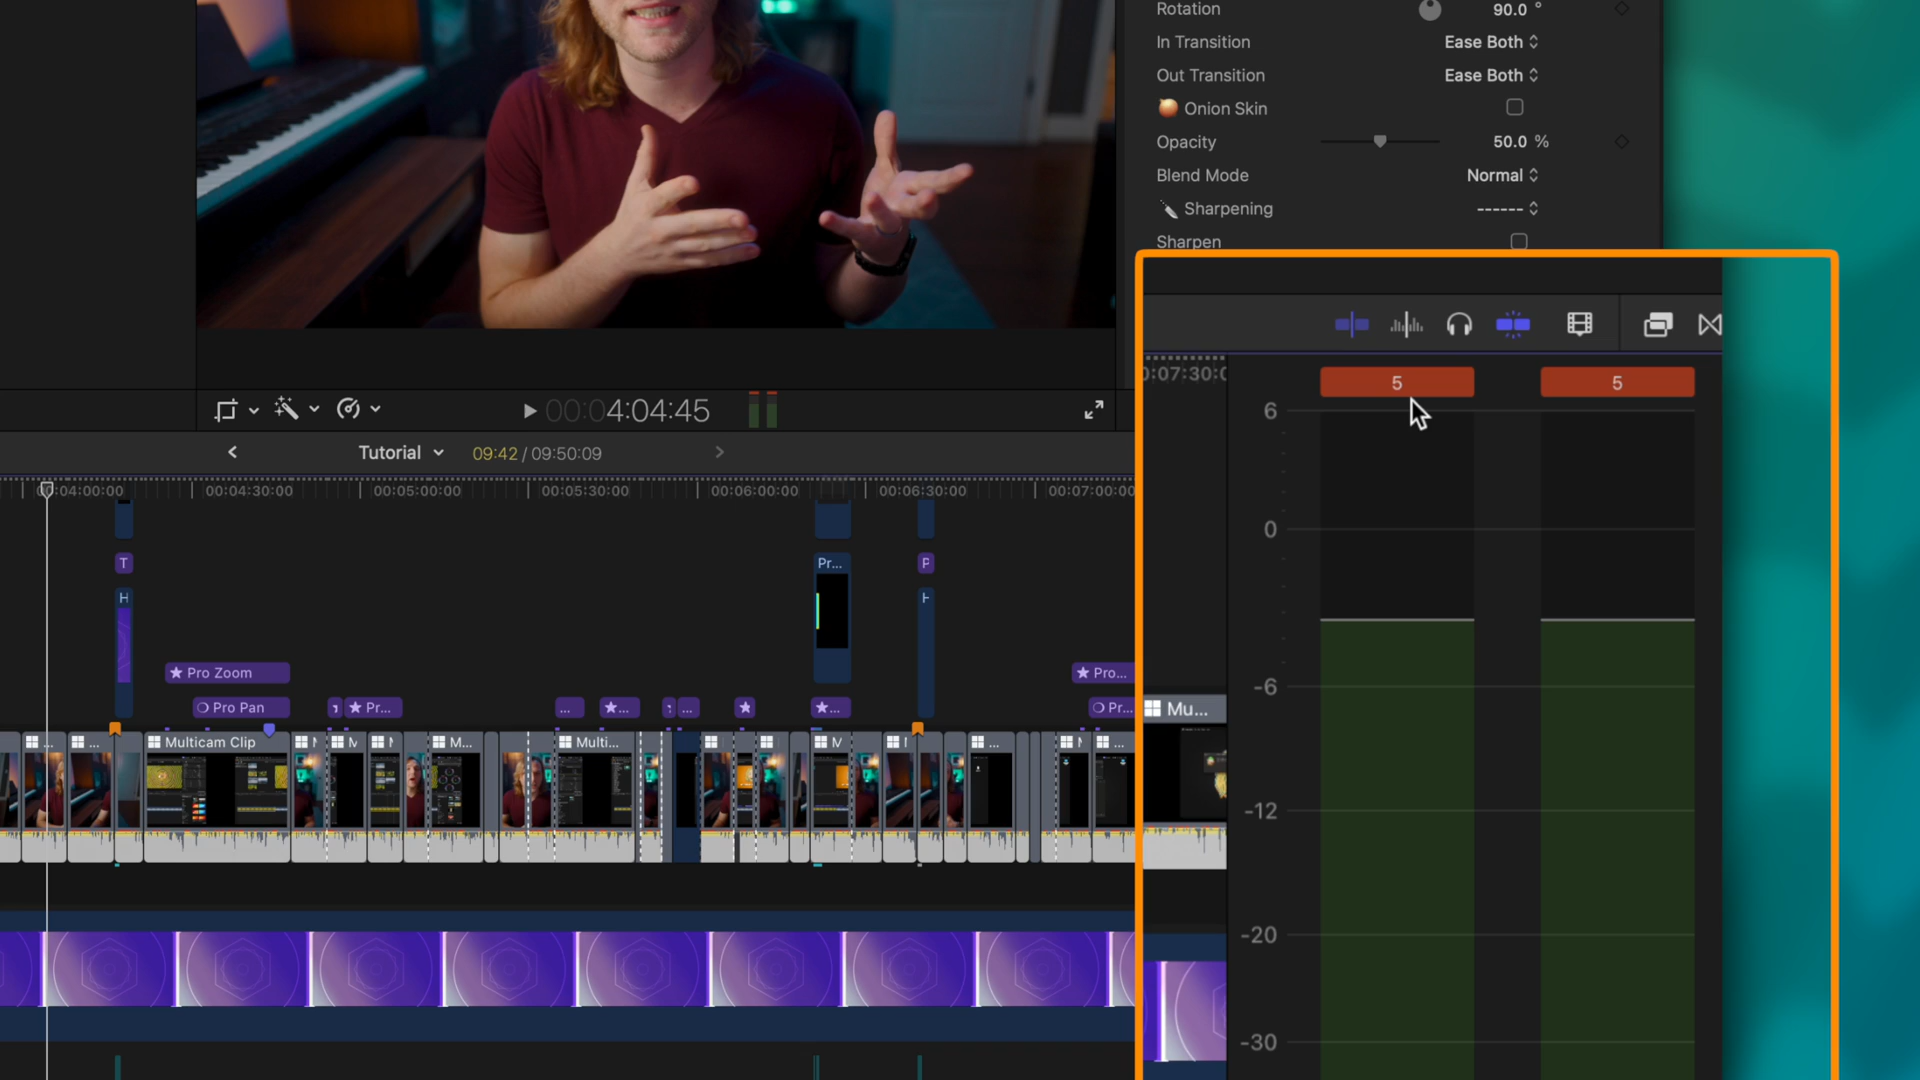 Rotation 90.0 °
In Transition Ease Both
Out Transition Ease Both
Onion Skin
Opacity 50.0 %
Blend Mode Normal
Sharpening ------
Sharpen
00:04:04:45
Tutorial 09:42 / 09:50:09
00:04:00:00 00:04:30:00 00:05:00:00 00:05:30:00 00:06:00:00 00:06:30:00 00:07:00:00
T Pr... P
H
Pro Zoom Pro...
Pro Pan Pr... ... ... ... ... Pr...
... ... Multicam Clip M M... Multi... M ... ...
5 5
6
0
-6
Mu...
-12
-20
-30